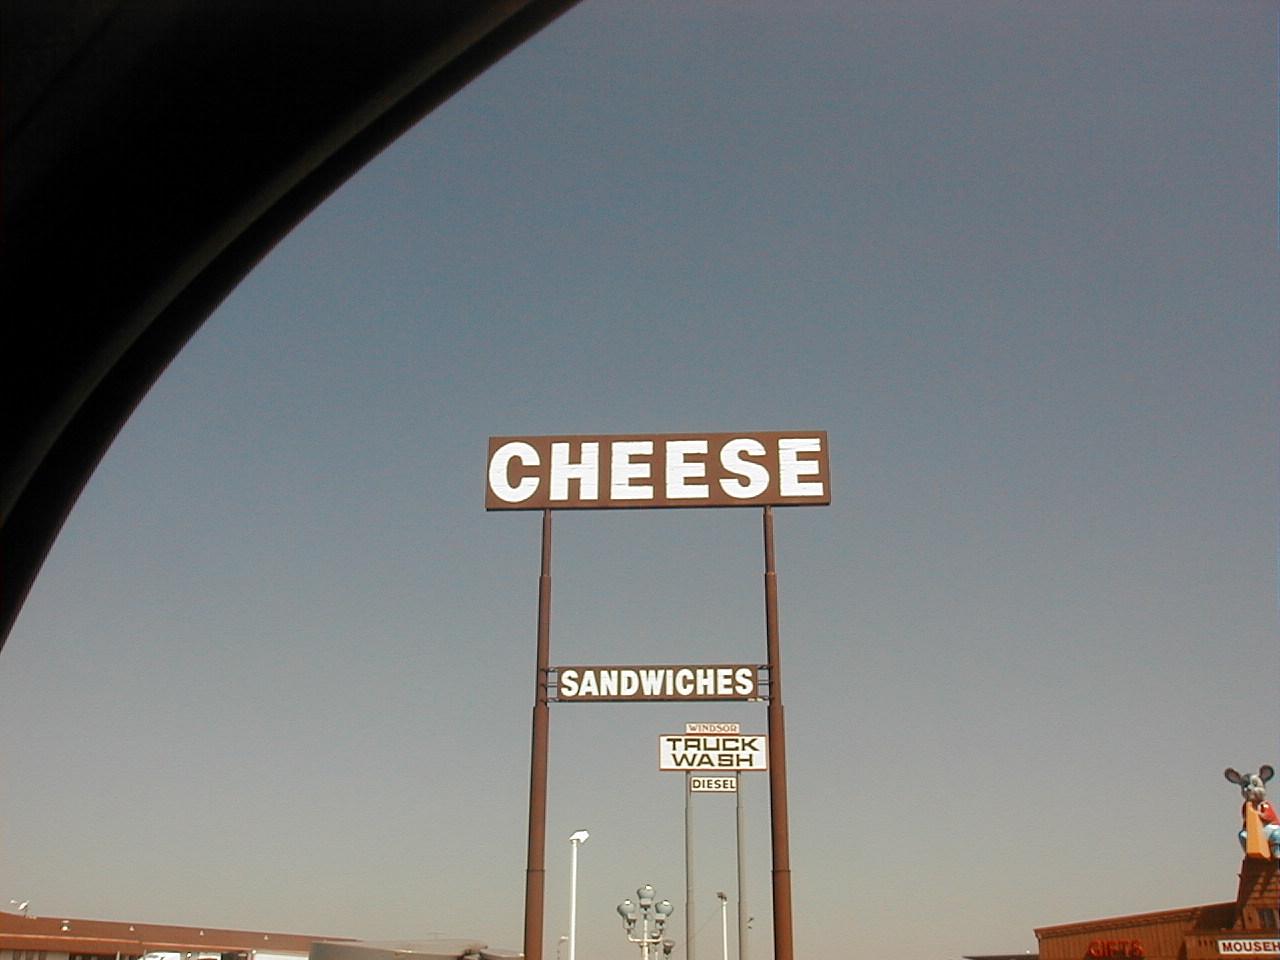 CHEESE
SANDWICHES
WINDSOR
TRUCK
WASH
DIESEL
GIFTS
MOUSEH